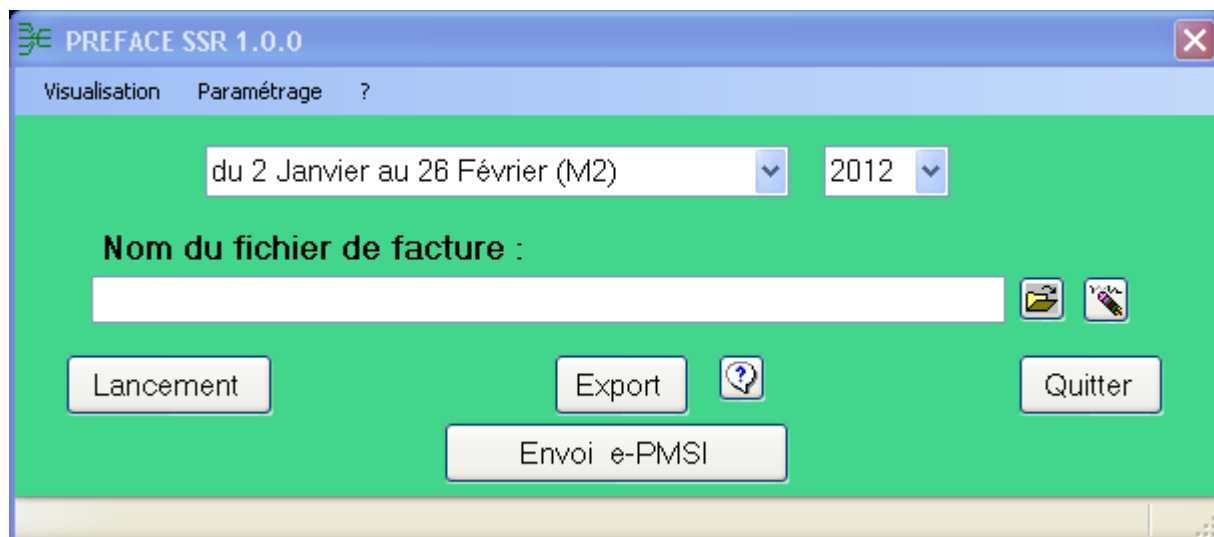 PREFACE SSR 1.0.0
Visualisation Paramétrage ?
du 2 Janvier au 26 Février (M2) 2012
Nom du fichier de facture :
Lancement Export ? Quitter
Envoi e-PMSI